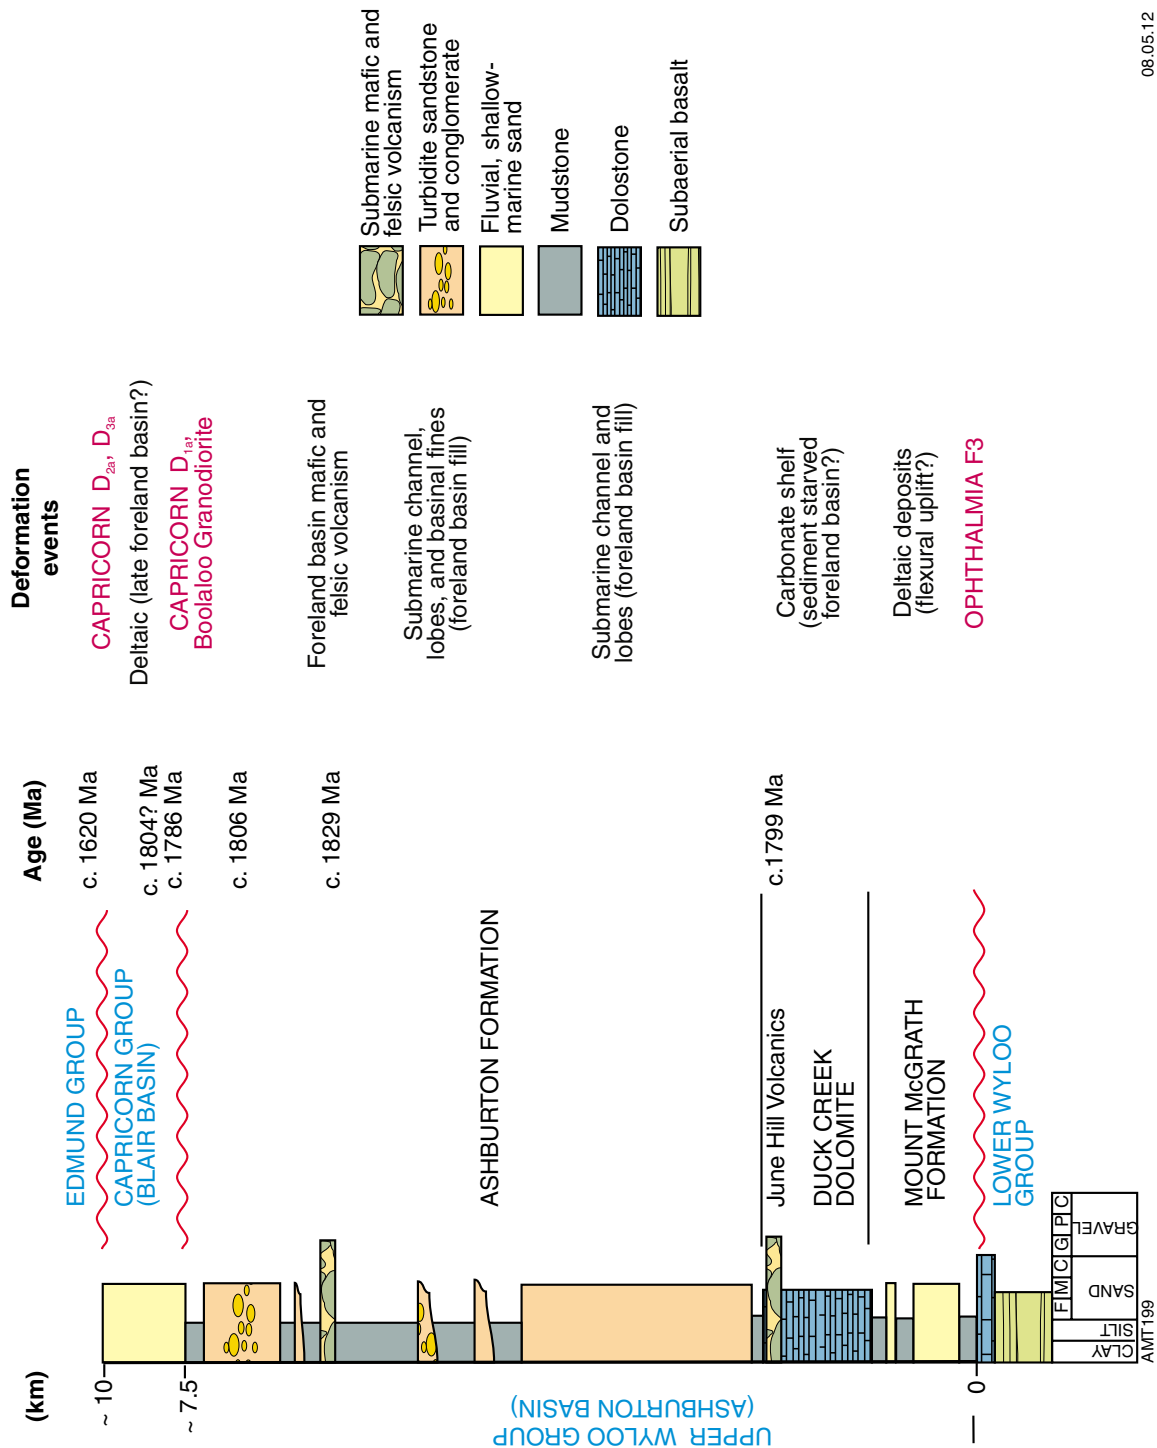 (km)
Age (Ma)
Deformation
events
~ 10
~ 7.5
0
UPPER WYLOO GROUP
(ASHBURTON BASIN)
EDMUND GROUP
CAPRICORN GROUP
(BLAIR BASIN)
ASHBURTON FORMATION
June Hill Volcanics
DUCK CREEK
DOLOMITE
MOUNT McGRATH
FORMATION
LOWER WYLOO
GROUP
c. 1620 Ma
c. 1804? Ma
c. 1786 Ma
c. 1806 Ma
c. 1829 Ma
c.1799 Ma
CAPRICORN D2a, D3a
Deltaic (late foreland basin?)
CAPRICORN D1a,
Boolaloo Granodiorite
Foreland basin mafic and
felsic volcanism
Submarine channel,
lobes, and basinal fines
(foreland basin fill)
Submarine channel and
lobes (foreland basin fill)
Carbonate shelf
(sediment starved
foreland basin?)
Deltaic deposits
(flexural uplift?)
OPHTHALMIA F3
Submarine mafic and
felsic volcanism
Turbidite sandstone
and conglomerate
Fluvial, shallow-
marine sand
Mudstone
Dolostone
Subaerial basalt
F M C G P C
CLAY
SILT
SAND
GRAVEL
AMT199
08.05.12